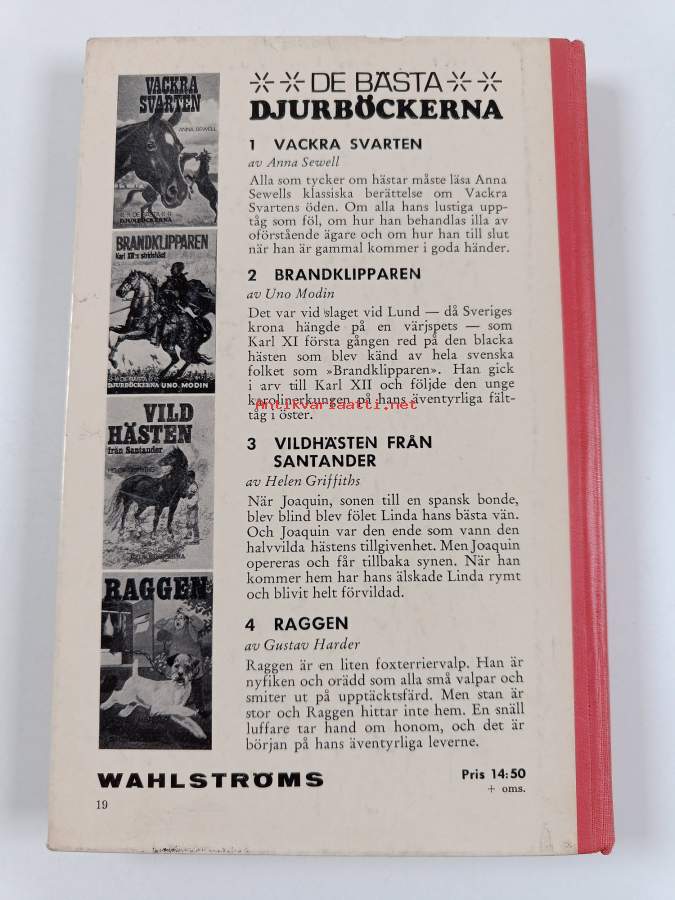 ※ ※ DE BÄSTA ※ ※
DJURBÖCKERNA
VACKRA
SVARTEN
ANNA SEWELL
DE BÄSTA
DJURBÖCKERNA
BRANDKLIPPAREN
Karl XII:s stridshäst
DE BÄSTA
DJURBÖCKERNA UNO. MODIN
VILD
HÄSTEN
från Santander
RAGGEN
1 VACKRA SVARTEN
av Anna Sewell
Alla som tycker om hästar måste läsa Anna
Sewells klassiska berättelse om Vackra
Svartens öden. Om alla hans lustiga upp-
tåg som föl, om hur han behandlas illa av
oförstående ägare och om hur han till slut
när han är gammal kommer i goda händer.
2 BRANDKLIPPAREN
av Uno Modin
Det var vid slaget vid Lund — då Sveriges
krona hängde på en värjspets — som
Karl XI första gången red på den blacka
hästen som blev känd av hela svenska
folket som »Brandklipparen». Han gick
i arv till Karl XII och följde den unge
karolinerkungen på hans äventyrliga fält-
tåg i öster.
Antikvariaatti.net
3 VILDHÄSTEN FRÅN
SANTANDER
av Helen Griffiths
När Joaquin, sonen till en spansk bonde,
blev blind blev fölet Linda hans bästa vän.
Och Joaquin var den ende som vann den
halvvilda hästens tillgivenhet. Men Joaquin
opereras och får tillbaka synen. När han
kommer hem har hans älskade Linda rymt
och blivit helt förvildad.
4 RAGGEN
av Gustav Harder
Raggen är en liten foxterriervalp. Han är
nyfiken och orädd som alla små valpar och
smiter ut på upptäcktsfärd. Men stan är
stor och Raggen hittar inte hem. En snäll
luffare tar hand om honom, och det är
början på hans äventyrliga leverne.
WAHLSTRÖMS
Pris 14:50
+ oms.
19